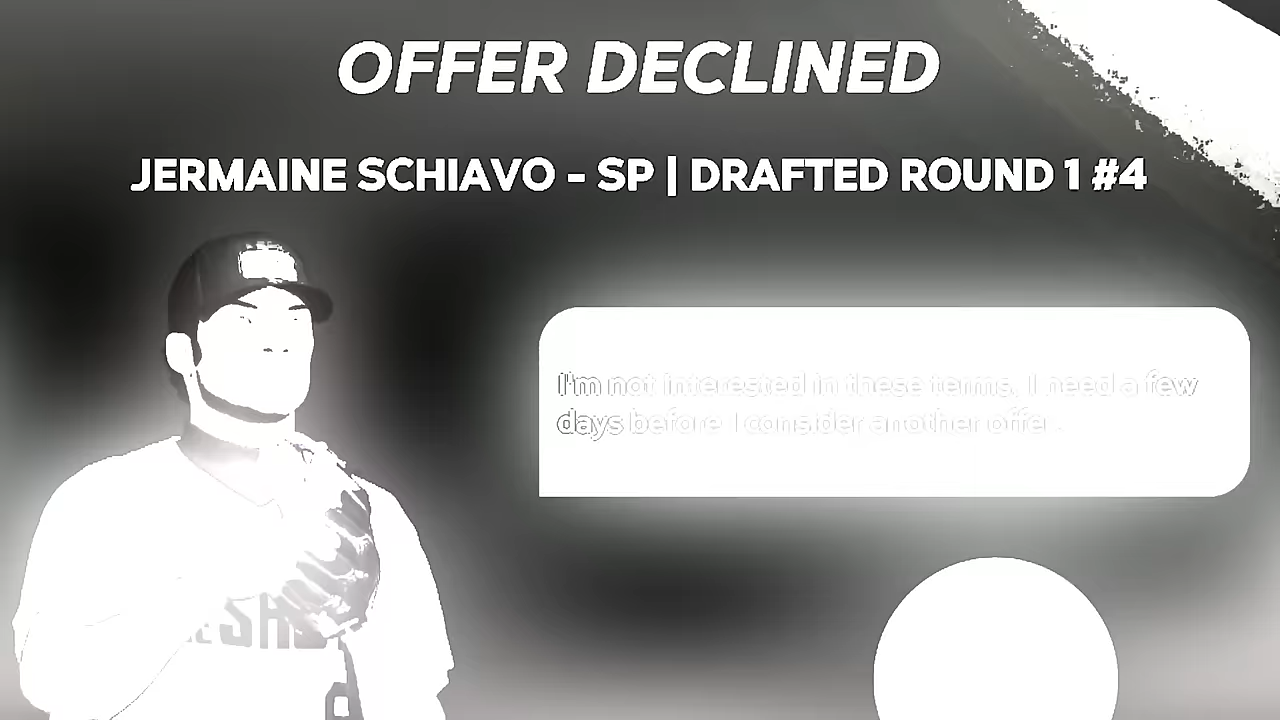 OFFER DECLINED
JERMAINE SCHIAVO - SP | DRAFTED ROUND 1 #4
I'm not interested in these terms. I need a few
days before I consider another offer.